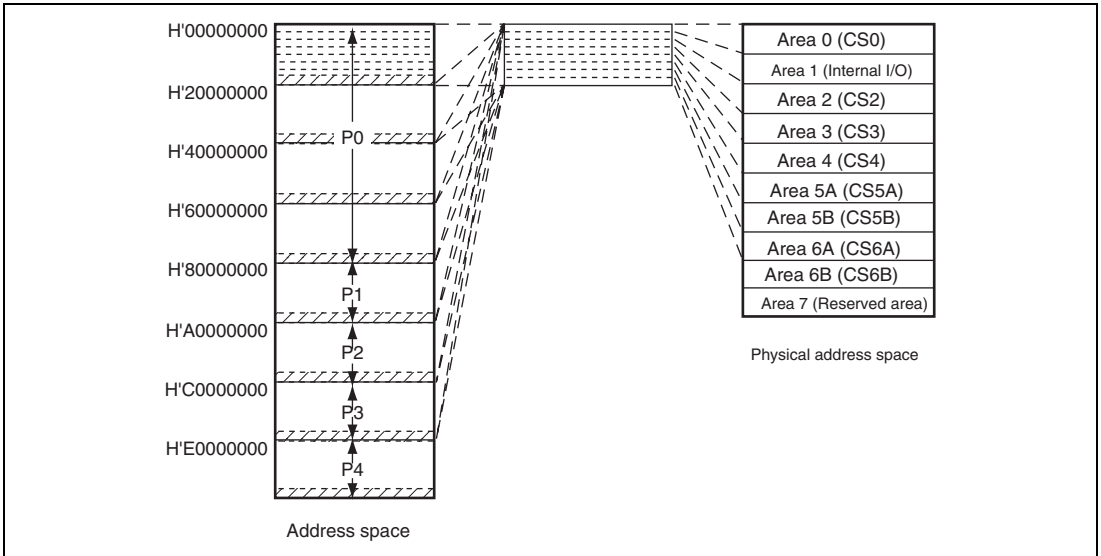 H'00000000
H'20000000
H'40000000
H'60000000
H'80000000
H'A0000000
H'C0000000
H'E0000000
P0
P1
P2
P3
P4
Address space
Area 0 (CS0)
Area 1 (Internal I/O)
Area 2 (CS2)
Area 3 (CS3)
Area 4 (CS4)
Area 5A (CS5A)
Area 5B (CS5B)
Area 6A (CS6A)
Area 6B (CS6B)
Area 7 (Reserved area)
Physical address space